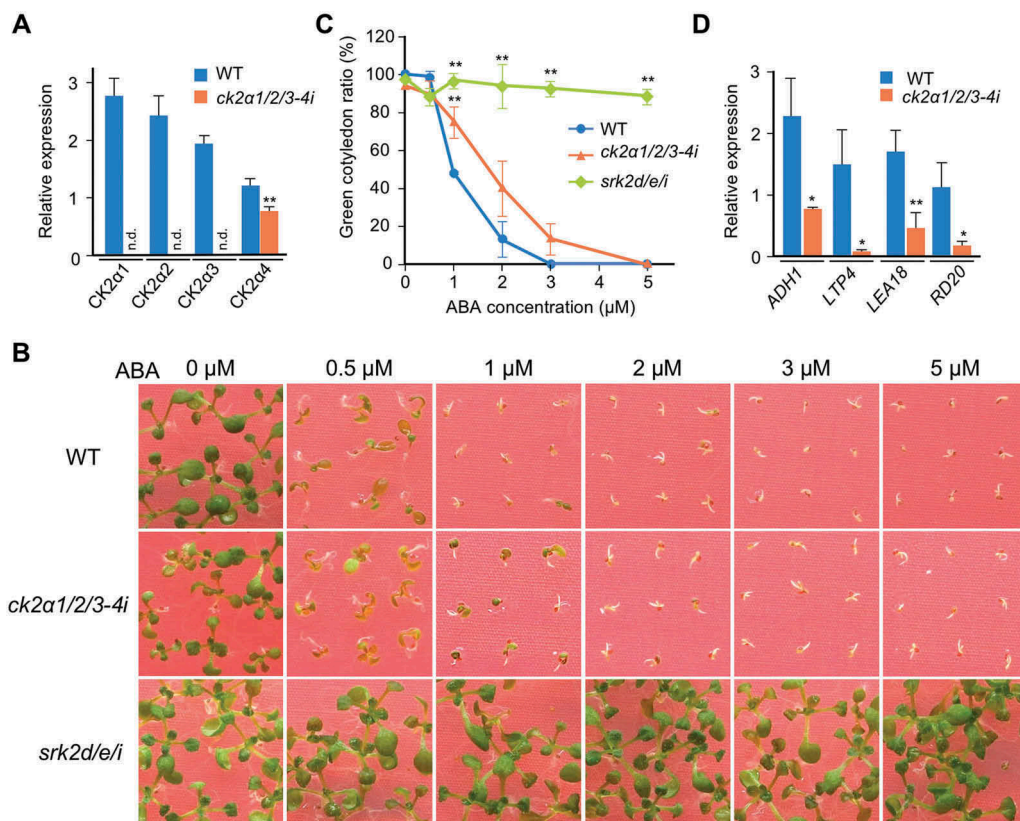 A
WT
ck2α1/2/3-4i
Relative expression
3
2
1
0
n.d.
n.d.
n.d.
**
CK2α1
CK2α2
CK2α3
CK2α4
C
Green cotyledon ratio (%)
120
100
80
60
40
20
0
**
**
**
**
**
WT
ck2α1/2/3-4i
srk2d/e/i
0
1
2
3
4
5
ABA concentration (µM)
D
WT
ck2α1/2/3-4i
Relative expression
3
2
1
0
*
*
**
*
ADH1
LTP4
LEA18
RD20
B
ABA 0 µM 0.5 µM 1 µM 2 µM 3 µM 5 µM
WT
ck2α1/2/3-4i
srk2d/e/i